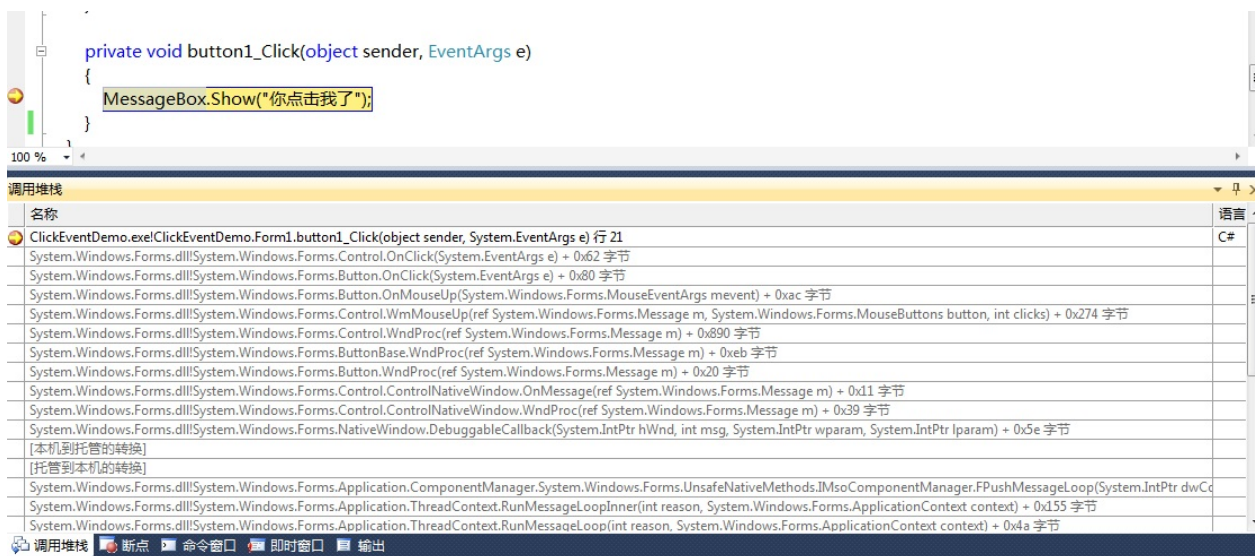 private void button1_Click(object sender, EventArgs e)
{
MessageBox.Show("你点击我了");
}
100 %
调用堆栈
名称 语言
ClickEventDemo.exe!ClickEventDemo.Form1.button1_Click(object sender, System.EventArgs e) 行 21 C#
System.Windows.Forms.dll!System.Windows.Forms.Control.OnClick(System.EventArgs e) + 0x62 字节
System.Windows.Forms.dll!System.Windows.Forms.Button.OnClick(System.EventArgs e) + 0x80 字节
System.Windows.Forms.dll!System.Windows.Forms.Button.OnMouseUp(System.Windows.Forms.MouseEventArgs mevent) + 0xac 字节
System.Windows.Forms.dll!System.Windows.Forms.Control.WmMouseUp(ref System.Windows.Forms.Message m, System.Windows.Forms.MouseButtons button, int clicks) + 0x274 字节
System.Windows.Forms.dll!System.Windows.Forms.Control.WndProc(ref System.Windows.Forms.Message m) + 0x890 字节
System.Windows.Forms.dll!System.Windows.Forms.ButtonBase.WndProc(ref System.Windows.Forms.Message m) + 0xeb 字节
System.Windows.Forms.dll!System.Windows.Forms.Button.WndProc(ref System.Windows.Forms.Message m) + 0x20 字节
System.Windows.Forms.dll!System.Windows.Forms.Control.ControlNativeWindow.OnMessage(ref System.Windows.Forms.Message m) + 0x11 字节
System.Windows.Forms.dll!System.Windows.Forms.Control.ControlNativeWindow.WndProc(ref System.Windows.Forms.Message m) + 0x39 字节
System.Windows.Forms.dll!System.Windows.Forms.NativeWindow.DebuggableCallback(System.IntPtr hWnd, int msg, System.IntPtr wparam, System.IntPtr lparam) + 0x5e 字节
[本机到托管的转换]
[托管到本机的转换]
System.Windows.Forms.dll!System.Windows.Forms.Application.ComponentManager.System.Windows.Forms.UnsafeNativeMethods.IMsoComponentManager.FPushMessageLoop(System.IntPtr
System.Windows.Forms.dll!System.Windows.Forms.Application.ThreadContext.RunMessageLoopInner(int reason, System.Windows.Forms.ApplicationContext context) + 0x155 字节
System.Windows.Forms.dll!System.Windows.Forms.Application.ThreadContext.RunMessageLoop(int reason, System.Windows.Forms.ApplicationContext context) + 0x4a 字节
调用堆栈 断点 命令窗口 即时窗口 输出